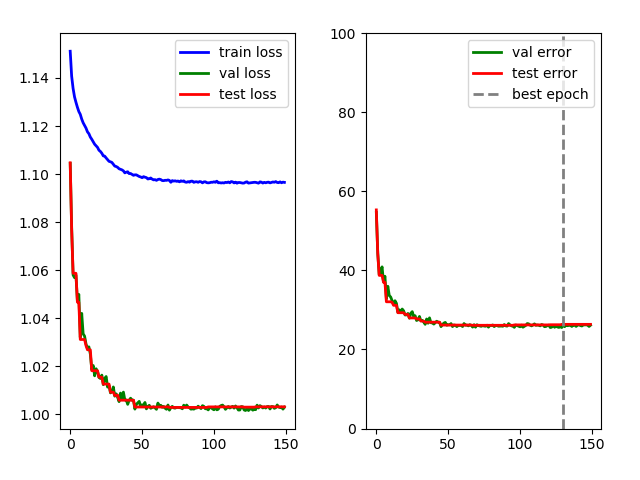 train loss
val loss
test loss
1.14
1.12
1.10
1.08
1.06
1.04
1.02
1.00
0 50 100 150
val error
test error
best epoch
100
80
60
40
20
0
0 50 100 150